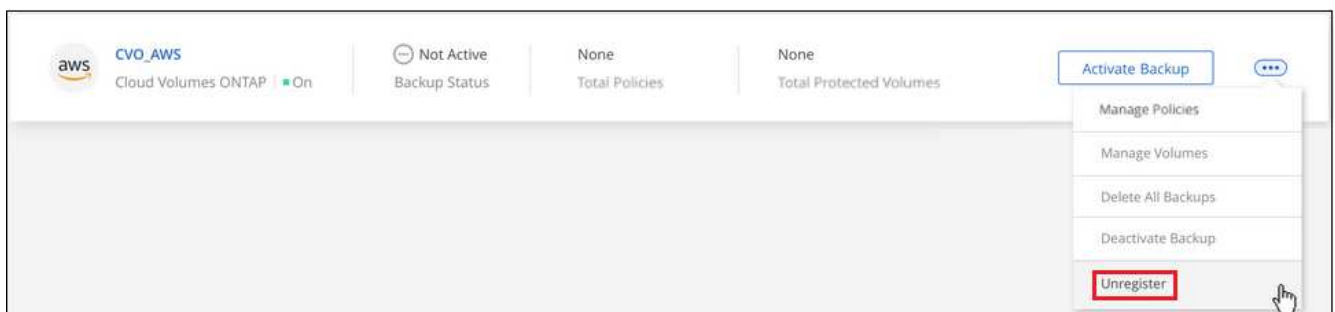 aws
CVO_AWS
Cloud Volumes ONTAP
On
Not Active
Backup Status
None
Total Policies
None
Total Protected Volumes
Activate Backup
Manage Policies
Manage Volumes
Delete All Backups
Deactivate Backup
Unregister